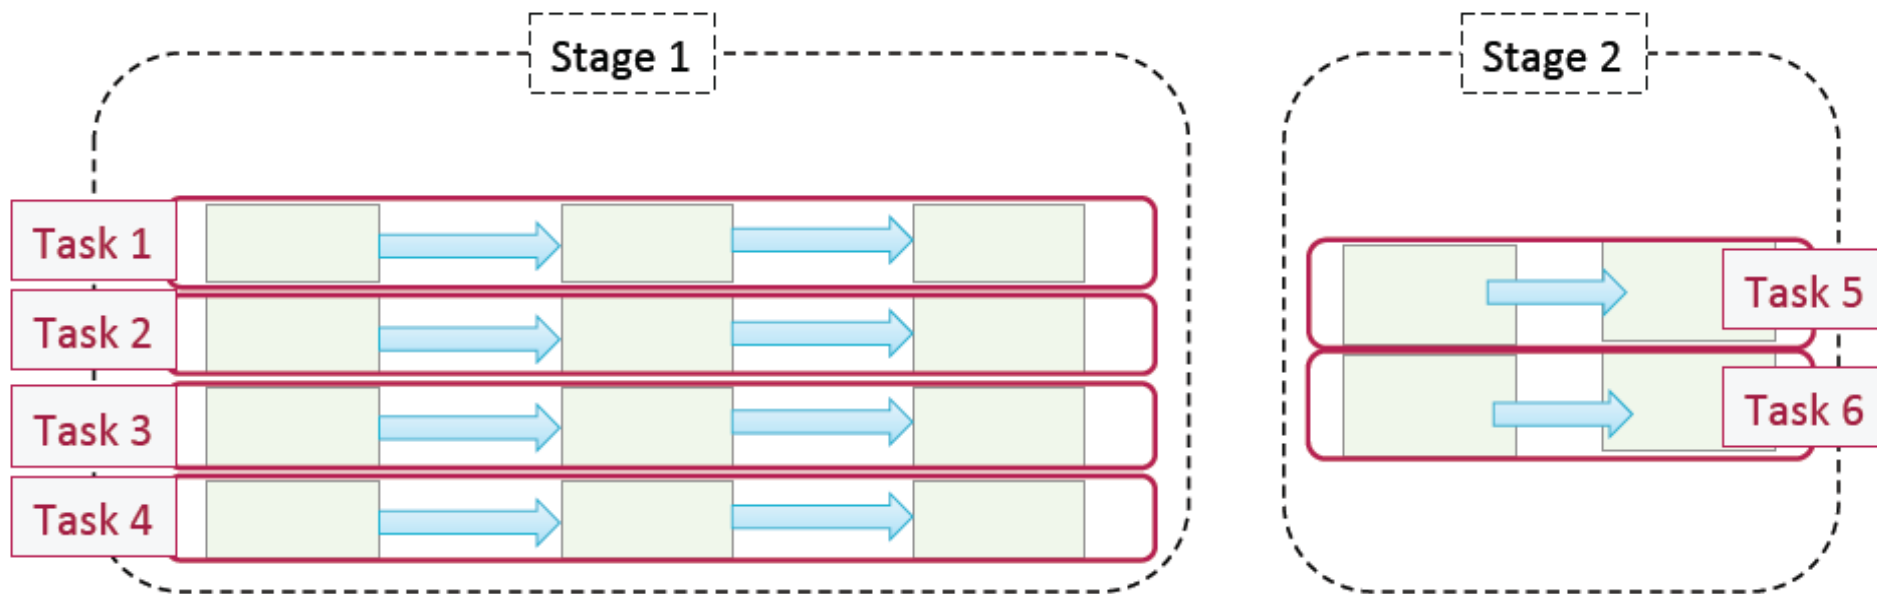 Stage 1
Stage 2
Task 1
Task 2
Task 3
Task 4
Task 5
Task 6